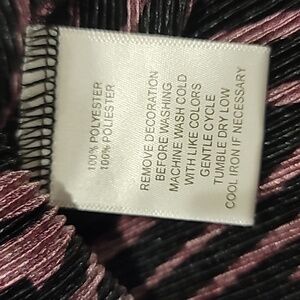 100% POLYESTER
100% POLIESTER
REMOVE DECORATION
BEFORE WASHING
MACHINE WASH COLD
WITH LIKE COLORS
GENTLE CYCLE
TUMBLE DRY LOW
COOL IRON IF NECESSARY